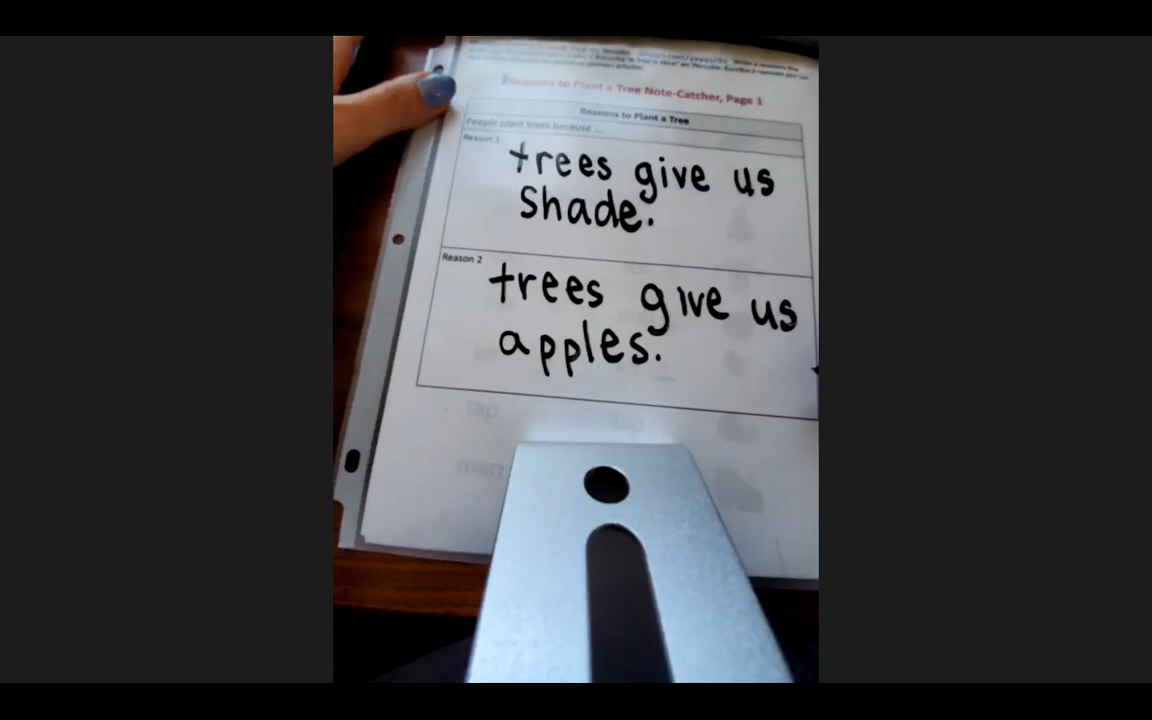 Reasons to Plant a Tree Note-Catcher, Page 1
Reasons to Plant a Tree
People plant trees because ...
Reason 1
trees give us
Shade.
Reason 2
trees give us
apples.